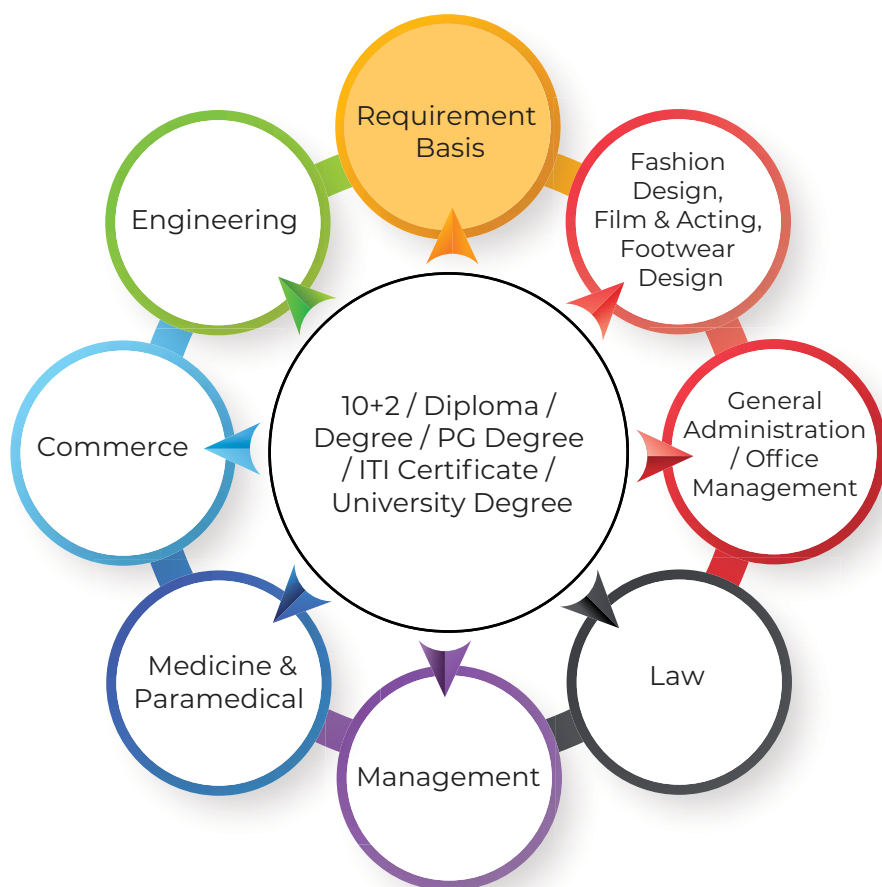 Requirement
Basis
Fashion
Design,
Film & Acting,
Footwear
Design
General
Administration
/ Office
Management
Law
Management
Medicine &
Paramedical
Commerce
Engineering
10+2 / Diploma /
Degree / PG Degree
/ ITI Certificate /
University Degree